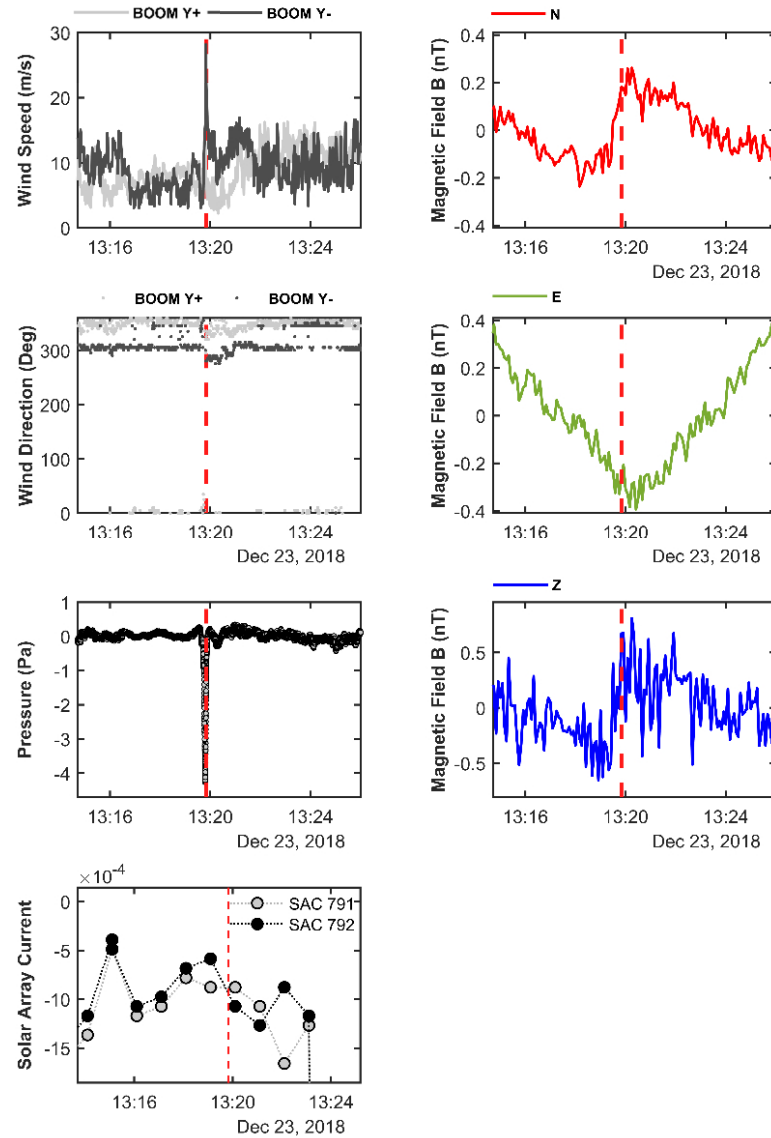 BOOM Y+ BOOM Y-
Wind Speed (m/s)
30
20
10
0
13:16 13:20 13:24
Dec 23, 2018
N
Magnetic Field B (nT)
0.4
0.2
0
-0.2
-0.4
13:16 13:20 13:24
Dec 23, 2018
BOOM Y+ BOOM Y-
Wind Direction (Deg)
300
200
100
0
13:16 13:20 13:24
Dec 23, 2018
E
Magnetic Field B (nT)
0.4
0.2
0
-0.2
-0.4
13:16 13:20 13:24
Dec 23, 2018
Pressure (Pa)
1
0
-1
-2
-3
-4
13:16 13:20 13:24
Dec 23, 2018
Z
Magnetic Field B (nT)
0.5
0
-0.5
13:16 13:20 13:24
Dec 23, 2018
×10⁻⁴
Solar Array Current
0
-5
-10
-15
SAC 791
SAC 792
13:16 13:20 13:24
Dec 23, 2018